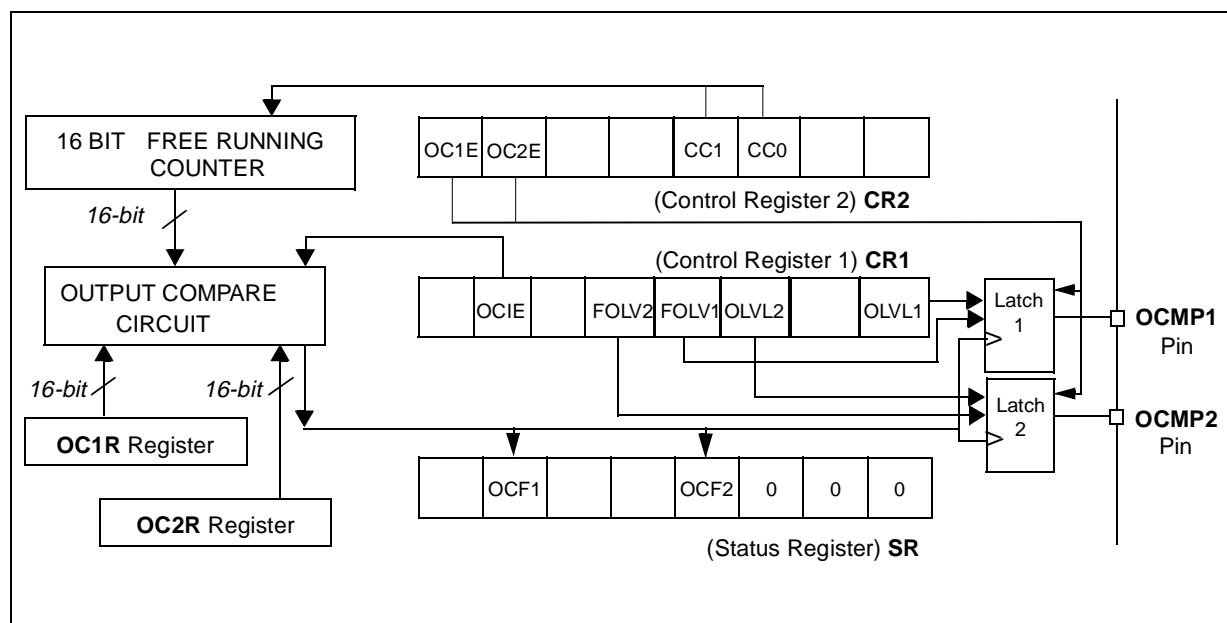 16 BIT FREE RUNNING
COUNTER
OC1E OC2E CC1 CC0
(Control Register 2) CR2
16-bit
(Control Register 1) CR1
OUTPUT COMPARE
CIRCUIT
OCIE FOLV2 FOLV1 OLVL2 OLVL1
Latch
1
OCMP1
Pin
16-bit
16-bit
Latch
2
OCMP2
Pin
OC1R Register
OCF1 OCF2 0 0 0
OC2R Register
(Status Register) SR